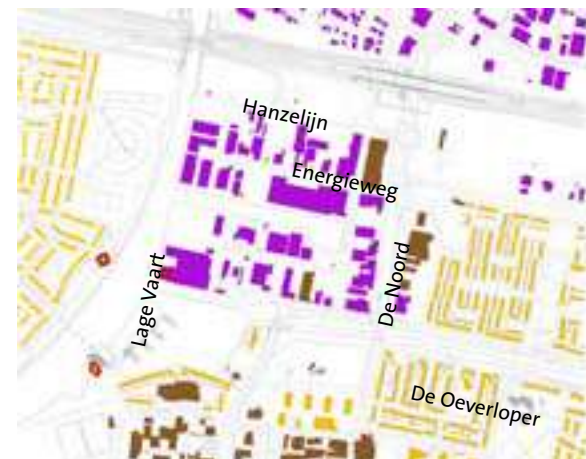 Hanzelijn
Energieweg
De Noord
Lage Vaart
De Oeverloper